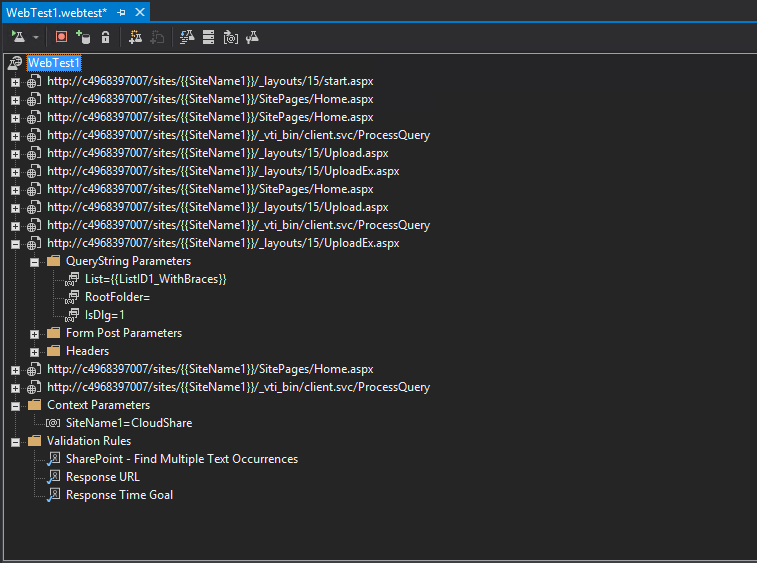 WebTest1.webtest*
WebTest1
http://c4968397007/sites/{{SiteName1}}/_layouts/15/start.aspx
http://c4968397007/sites/{{SiteName1}}/SitePages/Home.aspx
http://c4968397007/sites/{{SiteName1}}/SitePages/Home.aspx
http://c4968397007/sites/{{SiteName1}}/_vti_bin/client.svc/ProcessQuery
http://c4968397007/sites/{{SiteName1}}/_layouts/15/Upload.aspx
http://c4968397007/sites/{{SiteName1}}/_layouts/15/UploadEx.aspx
http://c4968397007/sites/{{SiteName1}}/SitePages/Home.aspx
http://c4968397007/sites/{{SiteName1}}/_layouts/15/Upload.aspx
http://c4968397007/sites/{{SiteName1}}/_vti_bin/client.svc/ProcessQuery
http://c4968397007/sites/{{SiteName1}}/_layouts/15/UploadEx.aspx
QueryString Parameters
List={{ListID1_WithBraces}}
RootFolder=
IsDlg=1
Form Post Parameters
Headers
http://c4968397007/sites/{{SiteName1}}/SitePages/Home.aspx
http://c4968397007/sites/{{SiteName1}}/_vti_bin/client.svc/ProcessQuery
Context Parameters
SiteName1=CloudShare
Validation Rules
SharePoint - Find Multiple Text Occurrences
Response URL
Response Time Goal